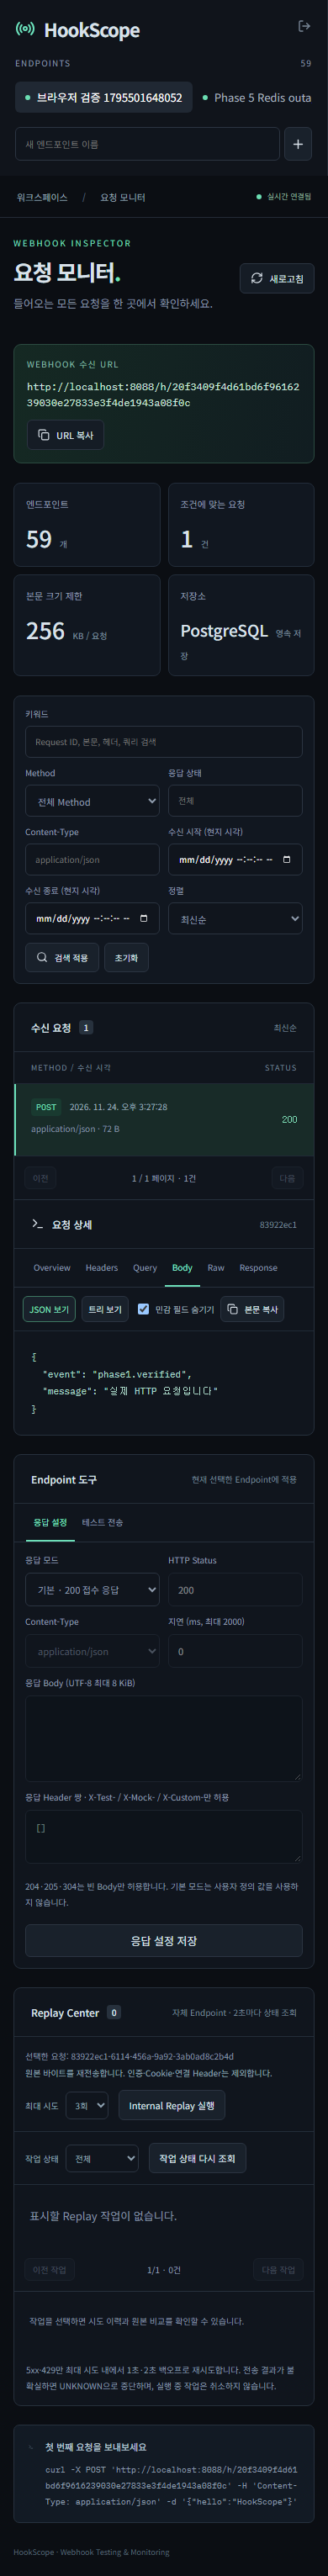 HookScope
ENDPOINTS 59
브라우저 검증 1795501648052 Phase 5 Redis outa
새 엔드포인트 이름
워크스페이스 / 요청 모니터 실시간 연결됨
WEBHOOK INSPECTOR
요청 모니터.
새로고침
들어오는 모든 요청을 한 곳에서 확인하세요.
WEBHOOK 수신 URL
http://localhost:8088/h/20f3409f4d61bd6f96162
39030e27833e3f4de1943a08f0c
URL 복사
엔드포인트 조건에 맞는 요청
59 개 1 건
본문 크기 제한 저장소
256 KB / 요청 PostgreSQL 영속 저
장
키워드
Request ID, 본문, 헤더, 쿼리 검색
Method 응답 상태
전체 Method 전체
Content-Type 수신 시작 (현지 시각)
application/json mm/dd/yyyy --:-- --
수신 종료 (현지 시각) 정렬
mm/dd/yyyy --:-- -- 최신순
검색 적용 초기화
수신 요청 1 최신순
METHOD / 수신 시각 STATUS
POST 2026. 11. 24. 오후 3:27:28
200
application/json · 72 B
이전 1 / 1 페이지 · 1건 다음
요청 상세 83922ec1
Overview Headers Query Body Raw Response
JSON 보기 트리 보기 민감 필드 숨기기 본문 복사
{
"event": "phase1.verified",
"message": "실제 HTTP 요청입니다"
}
Endpoint 도구 현재 선택한 Endpoint에 적용
응답 설정 테스트 전송
응답 모드 HTTP Status
기본 · 200 접수 응답 200
Content-Type 지연 (ms, 최대 2000)
application/json 0
응답 Body (UTF-8 최대 8 KiB)
응답 Header 쌍 · X-Test- / X-Mock- / X-Custom-만 허용
[]
204·205·304는 빈 Body만 허용합니다. 기본 모드는 사용자 정의 값을 사용하
지 않습니다.
응답 설정 저장
Replay Center 0 자체 Endpoint · 2초마다 상태 조회
선택한 요청: 83922ec1-6114-456a-9a92-3ab0ad8c2b4d
원본 바이트를 재전송합니다. 인증·Cookie·연결 Header는 제외합니다.
최대 시도 3회 Internal Replay 실행
작업 상태 전체 작업 상태 다시 조회
표시할 Replay 작업이 없습니다.
이전 작업 1/1 · 0건 다음 작업
작업을 선택하면 시도 이력과 원본 비교를 확인할 수 있습니다.
5xx·429만 최대 시도 내에서 1초·2초 백오프로 재시도합니다. 전송 결과가 불
확실하면 UNKNOWN으로 중단하며, 실행 중 작업은 취소하지 않습니다.
첫 번째 요청을 보내보세요
curl -X POST 'http://localhost:8088/h/20f3409f4d61
bd6f9616239030e27833e3f4de1943a08f0c' -H 'Content-
Type: application/json' -d '{"hello":"HookScope"}'
HookScope · Webhook Testing & Monitoring